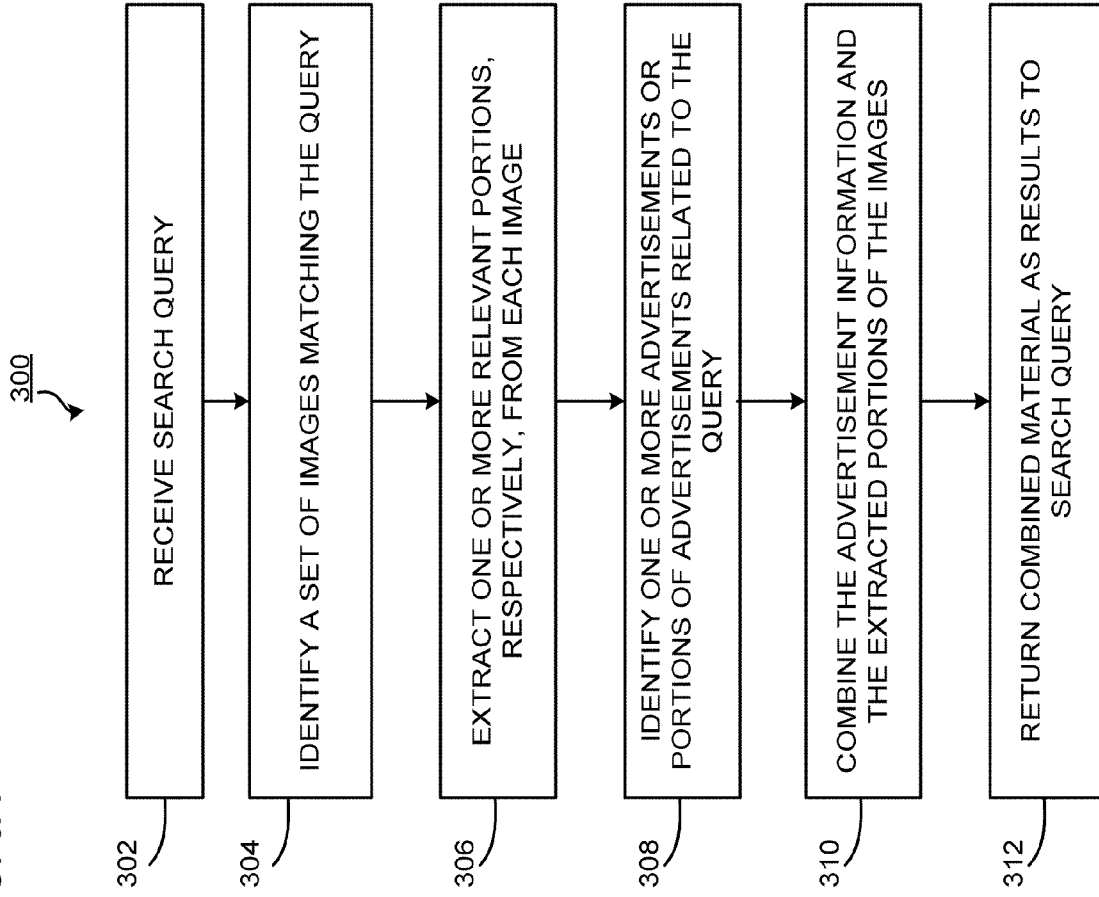 300
302
RECEIVE SEARCH QUERY
304
IDENTIFY A SET OF IMAGES MATCHING THE QUERY
306
EXTRACT ONE OR MORE RELEVANT PORTIONS,
RESPECTIVELY, FROM EACH IMAGE
308
IDENTIFY ONE OR MORE ADVERTISEMENTS OR
PORTIONS OF ADVERTISEMENTS RELATED TO THE
QUERY
310
COMBINE THE ADVERTISEMENT INFORMATION AND
THE EXTRACTED PORTIONS OF THE IMAGES
312
RETURN COMBINED MATERIAL AS RESULTS TO
SEARCH QUERY